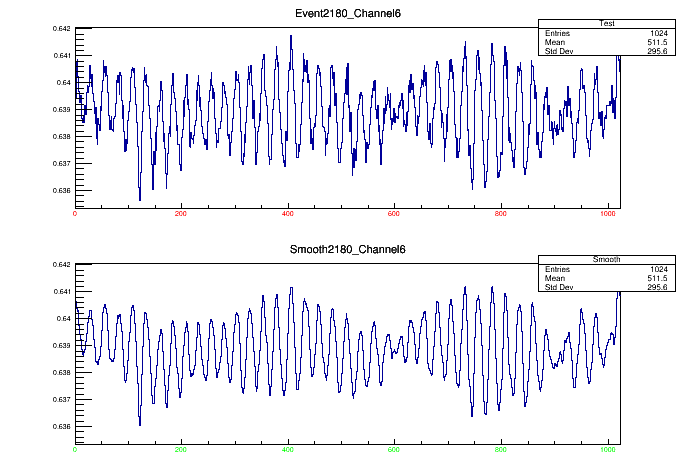 Event2180_Channel6
Test
Entries 1024
Mean 511.5
Std Dev 295.6
0.642
0.641
0.64
0.639
0.638
0.637
0.636
0 200 400 600 800 1000
Smooth2180_Channel6
Smooth
Entries 1024
Mean 511.5
Std Dev 295.6
0.642
0.641
0.64
0.639
0.638
0.637
0.636
0 200 400 600 800 1000